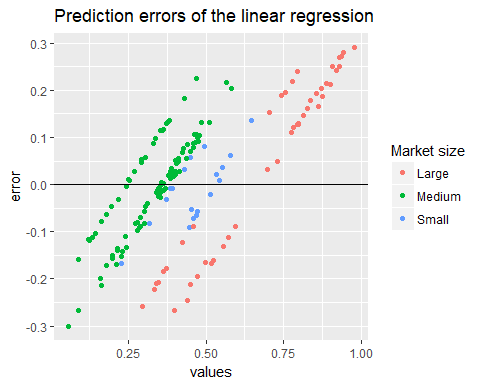 Prediction errors of the linear regression
0.3
0.2
0.1
0.0
-0.1
-0.2
-0.3
error
0.25
0.50
0.75
1.00
values
Market size
Large
Medium
Small